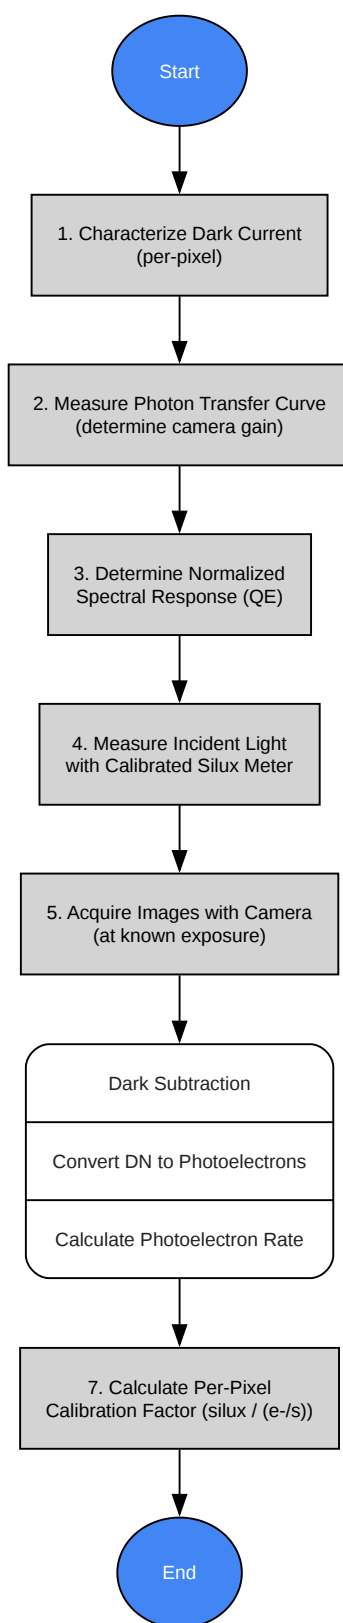 Start
1. Characterize Dark Current
(per-pixel)
2. Measure Photon Transfer Curve
(determine camera gain)
3. Determine Normalized
Spectral Response (QE)
4. Measure Incident Light
with Calibrated Silux Meter
5. Acquire Images with Camera
(at known exposure)
Dark Subtraction
Convert DN to Photoelectrons
Calculate Photoelectron Rate
7. Calculate Per-Pixel
Calibration Factor (silux / (e-/s))
End